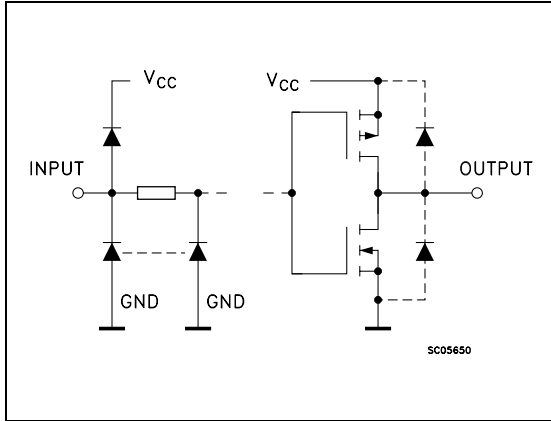 VCC
VCC
INPUT
OUTPUT
GND
GND
SC05650